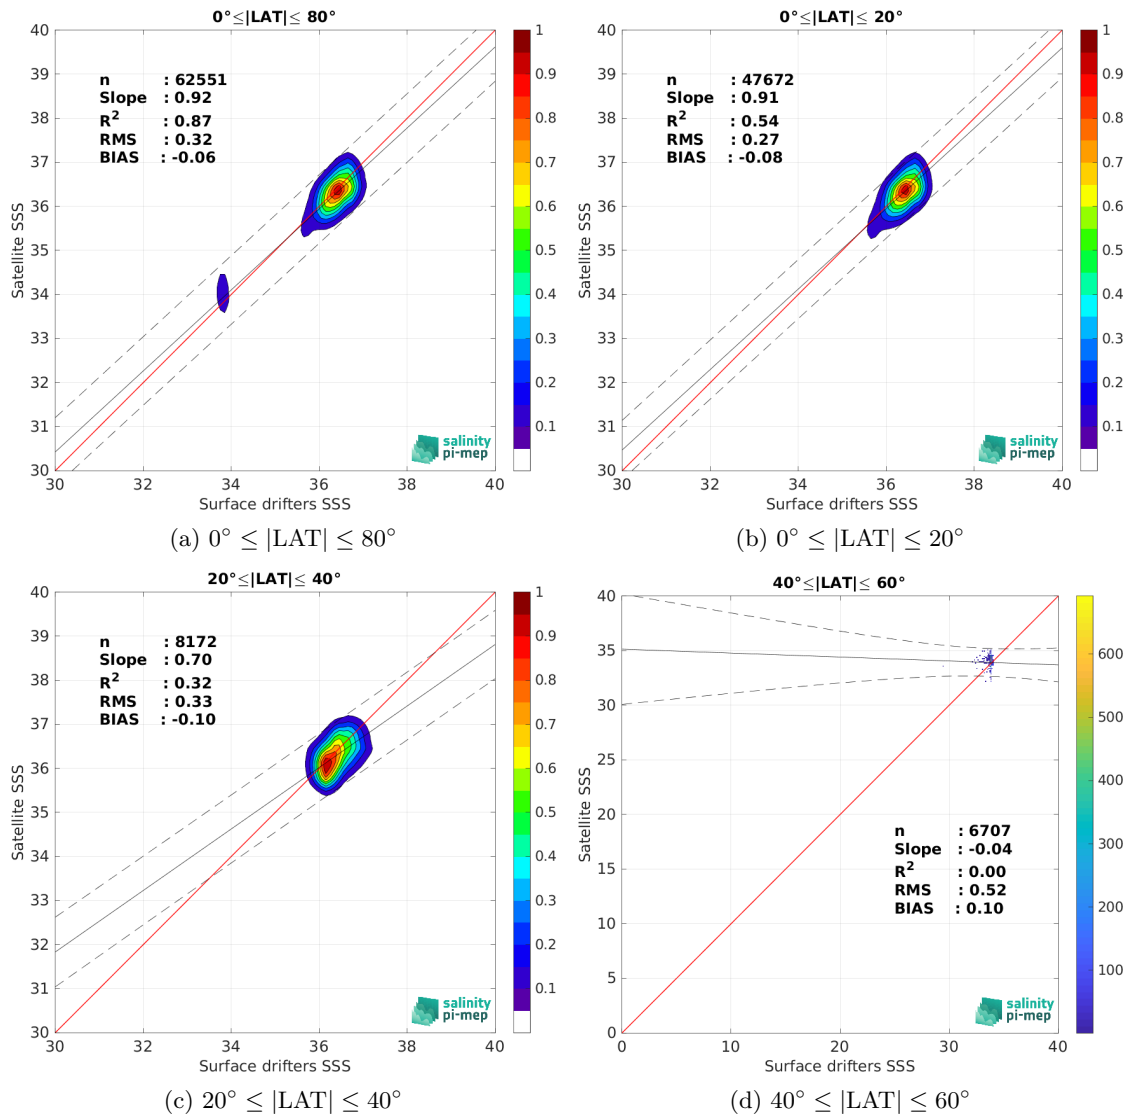 0°≤|LAT|≤ 80°
n : 62551
Slope : 0.92
R² : 0.87
RMS : 0.32
BIAS : -0.06
Satellite SSS
40
39
38
37
36
35
34
33
32
31
30
30 32 34 36 38 40
Surface drifters SSS
1
0.9
0.8
0.7
0.6
0.5
0.4
0.3
0.2
0.1
salinity
pi-mep
(a) 0° ≤ |LAT| ≤ 80°
0°≤|LAT|≤ 20°
n : 47672
Slope : 0.91
R² : 0.54
RMS : 0.27
BIAS : -0.08
Satellite SSS
40
39
38
37
36
35
34
33
32
31
30
30 32 34 36 38 40
Surface drifters SSS
1
0.9
0.8
0.7
0.6
0.5
0.4
0.3
0.2
0.1
salinity
pi-mep
(b) 0° ≤ |LAT| ≤ 20°
20°≤|LAT|≤ 40°
n : 8172
Slope : 0.70
R² : 0.32
RMS : 0.33
BIAS : -0.10
Satellite SSS
40
39
38
37
36
35
34
33
32
31
30
30 32 34 36 38 40
Surface drifters SSS
1
0.9
0.8
0.7
0.6
0.5
0.4
0.3
0.2
0.1
salinity
pi-mep
(c) 20° ≤ |LAT| ≤ 40°
40°≤|LAT|≤ 60°
n : 6707
Slope : -0.04
R² : 0.00
RMS : 0.52
BIAS : 0.10
Satellite SSS
40
35
30
25
20
15
10
5
0
0 10 20 30 40
Surface drifters SSS
600
500
400
300
200
100
salinity
pi-mep
(d) 40° ≤ |LAT| ≤ 60°